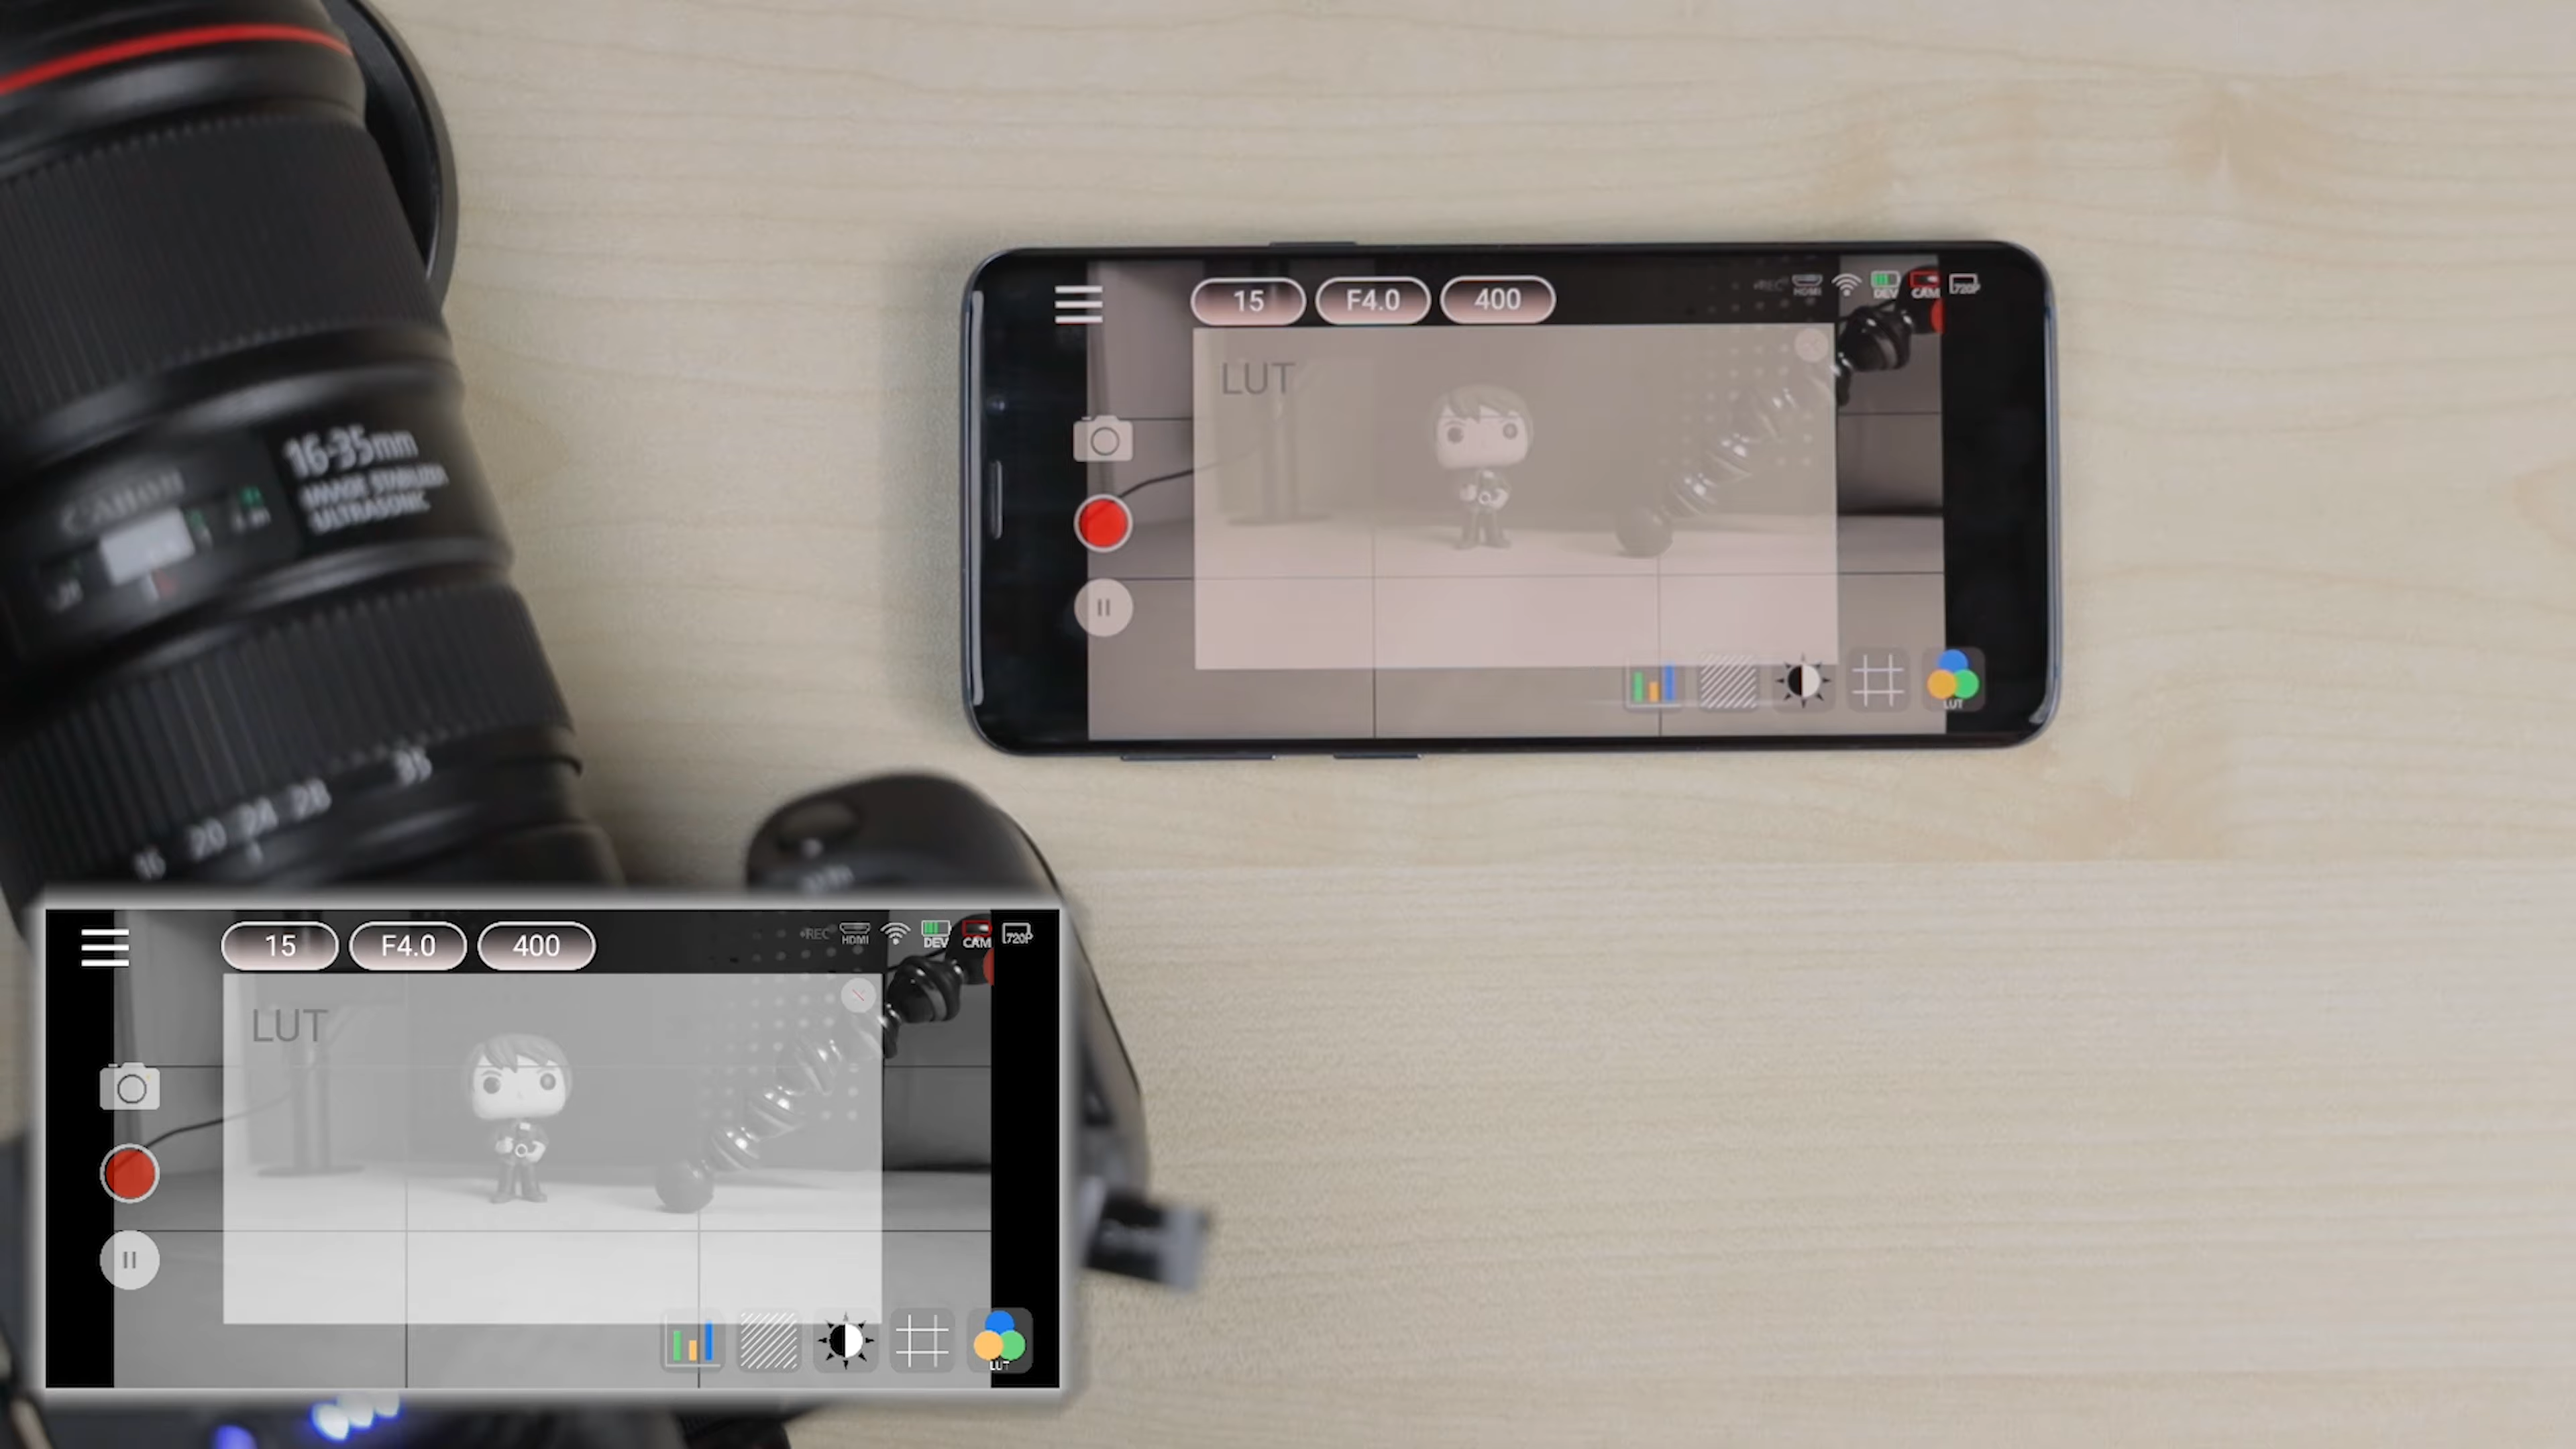 16-35mm
IMAGE STABILIZER
ULTRASONIC
CANON
35
28
24
20
16
15 F4.0 400 •REC HDMI DEV CAM 720P
LUT
LUT
15 F4.0 400 •REC HDMI DEV CAM 720P
LUT
LUT